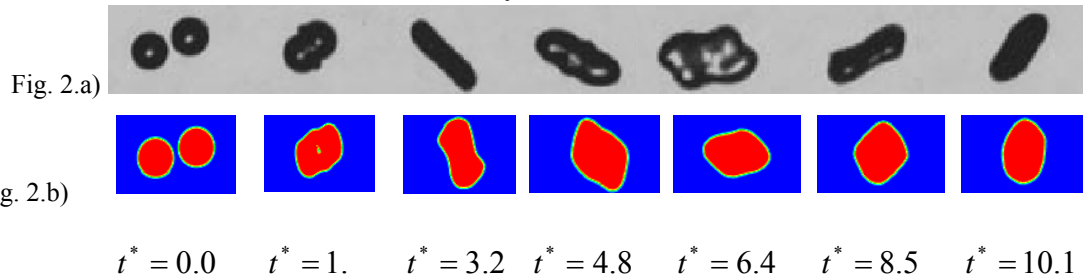 Fig. 2.a)
g. 2.b)
t* = 0.0 t* = 1. t* = 3.2 t* = 4.8 t* = 6.4 t* = 8.5 t* = 10.1